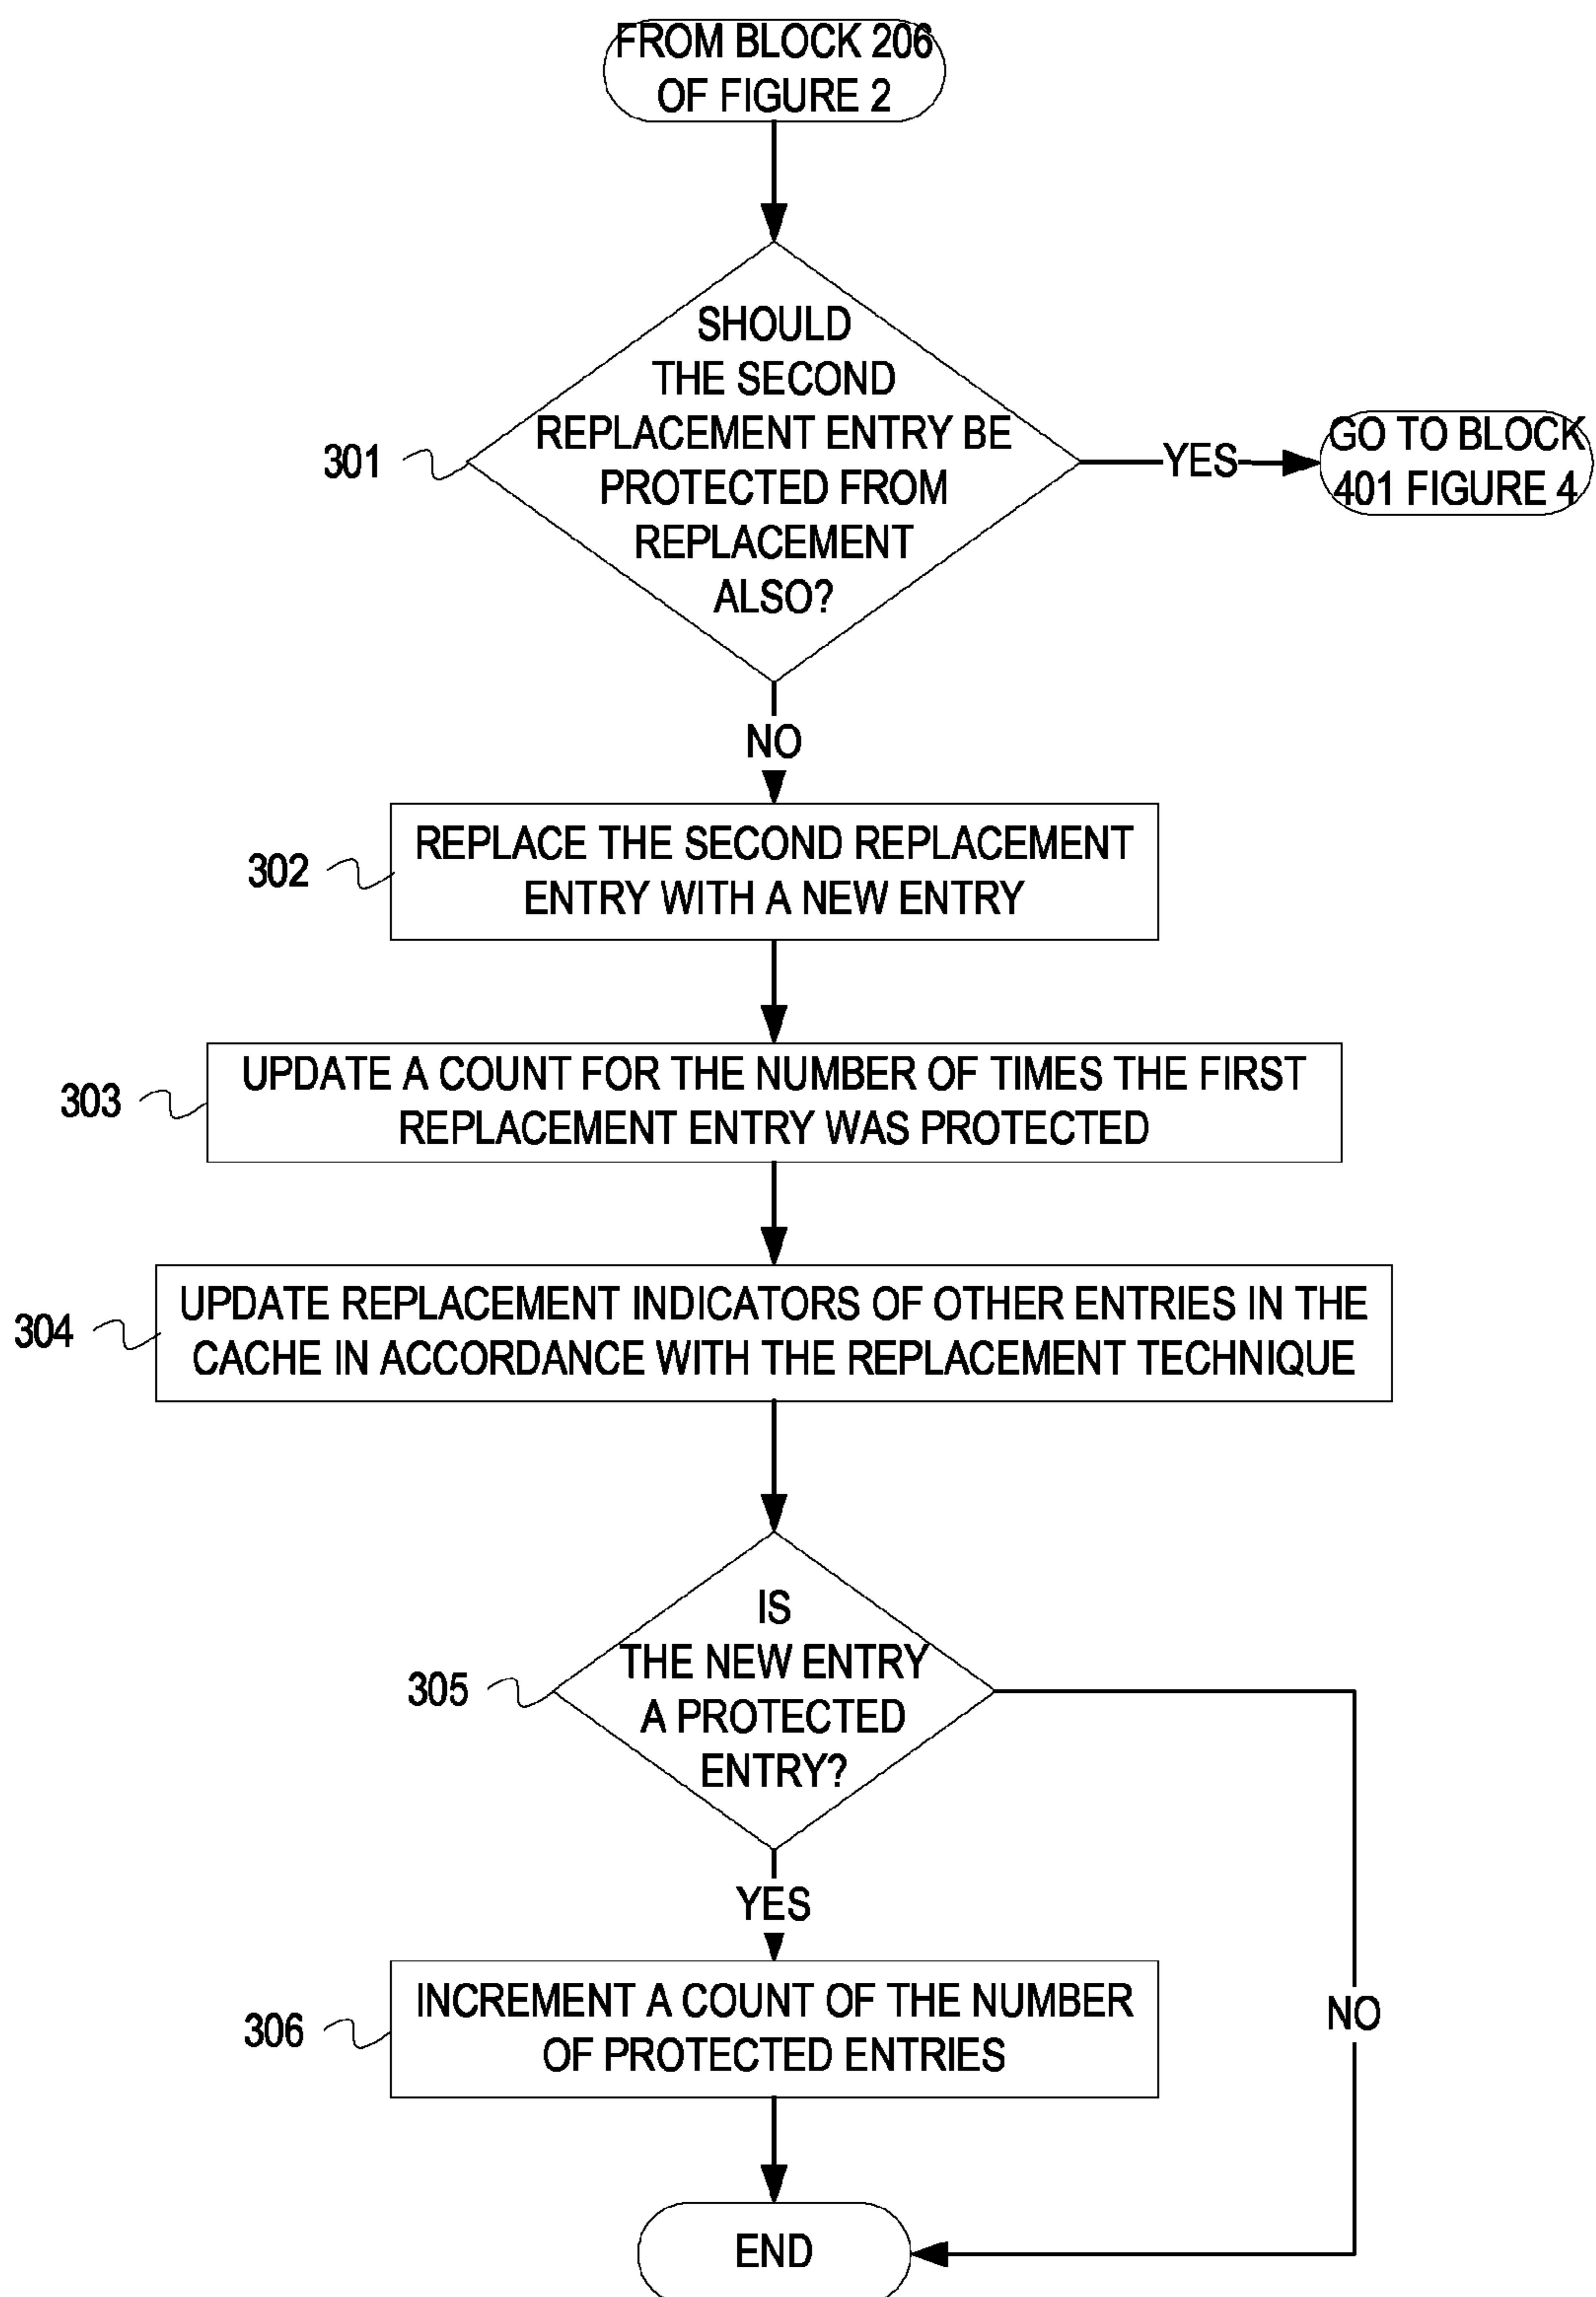 FROM BLOCK 206
OF FIGURE 2
SHOULD
THE SECOND
REPLACEMENT ENTRY BE
PROTECTED FROM
REPLACEMENT
ALSO?
301
YES
GO TO BLOCK
401 FIGURE 4
NO
302
REPLACE THE SECOND REPLACEMENT
ENTRY WITH A NEW ENTRY
303
UPDATE A COUNT FOR THE NUMBER OF TIMES THE FIRST
REPLACEMENT ENTRY WAS PROTECTED
304
UPDATE REPLACEMENT INDICATORS OF OTHER ENTRIES IN THE
CACHE IN ACCORDANCE WITH THE REPLACEMENT TECHNIQUE
305
IS
THE NEW ENTRY
A PROTECTED
ENTRY?
YES
306
INCREMENT A COUNT OF THE NUMBER
OF PROTECTED ENTRIES
NO
END